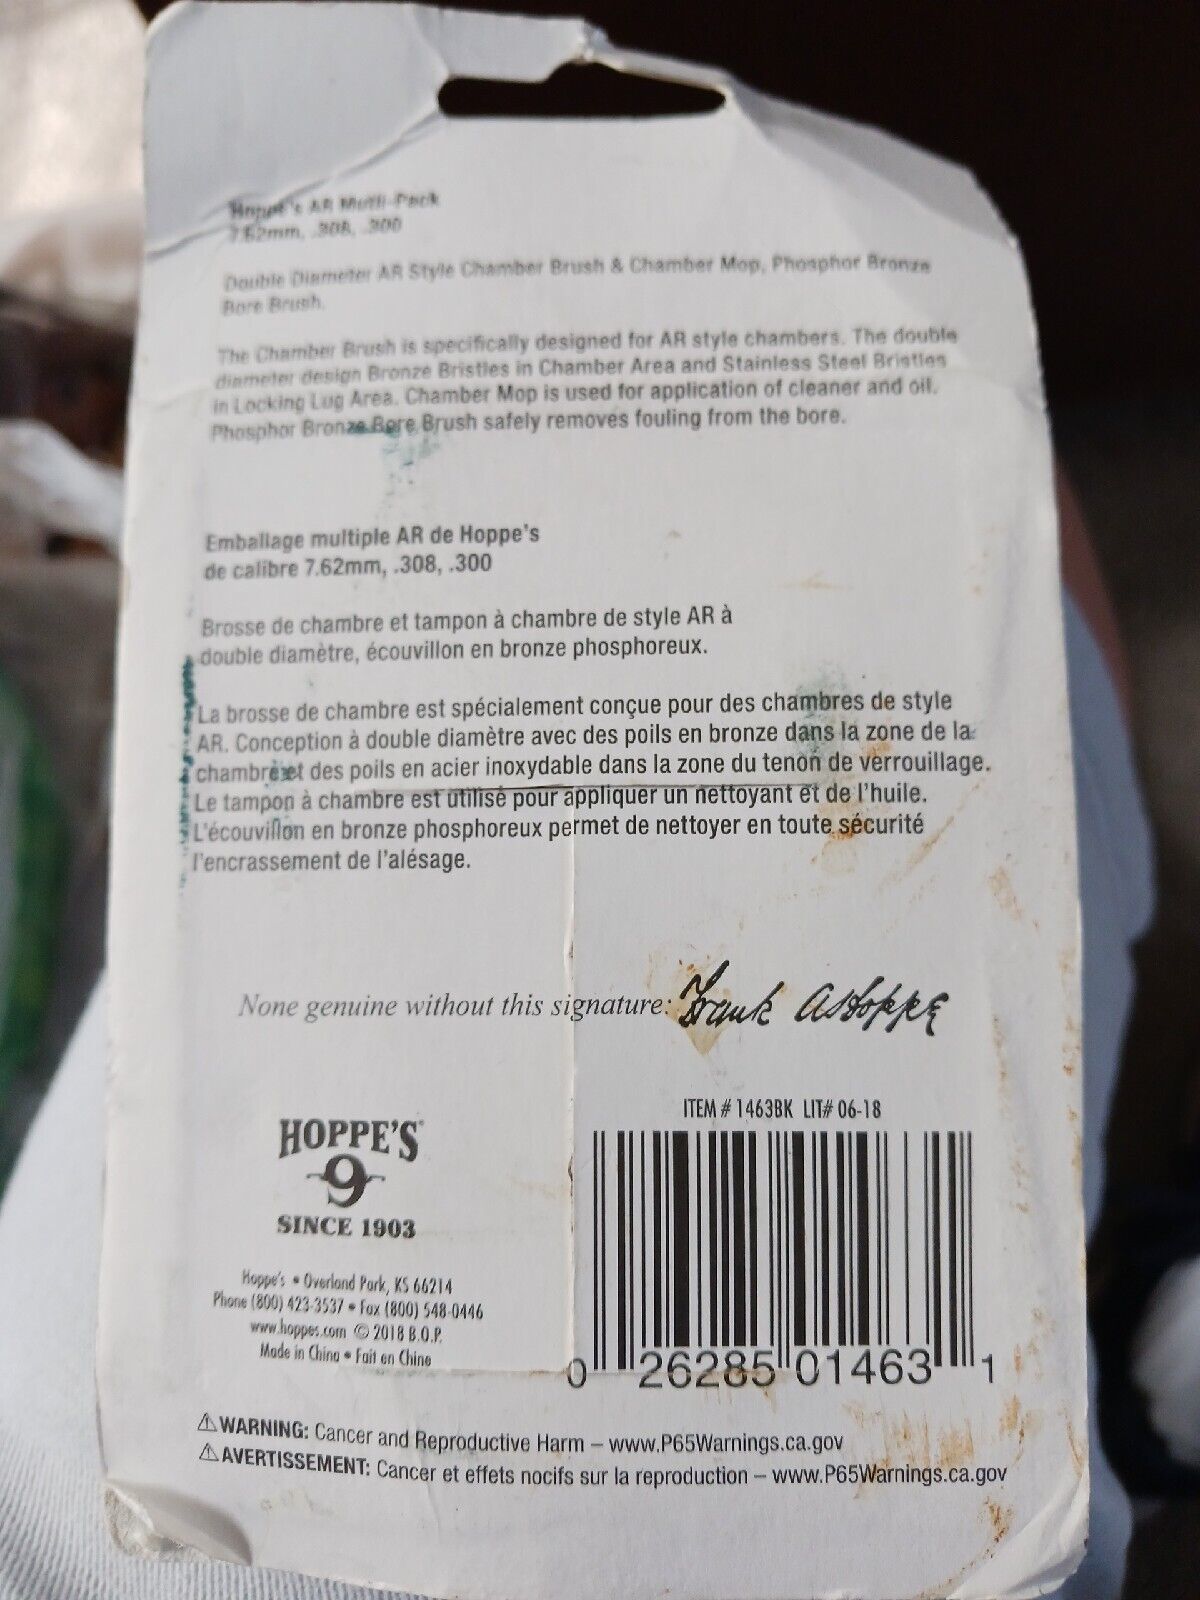 Hoppe's AR Mutli-Pack
7.62mm, .308, .300
Double Diameter AR Style Chamber Brush & Chamber Mop, Phosphor Bronze
Bore Brush.
The Chamber Brush is specifically designed for AR style chambers. The double
diameter design Bronze Bristles in Chamber Area and Stainless Steel Bristles
in Locking Lug Area. Chamber Mop is used for application of cleaner and oil.
Phosphor Bronze Bore Brush safely removes fouling from the bore.
Emballage multiple AR de Hoppe's
de calibre 7.62mm, .308, .300
Brosse de chambre et tampon à chambre de style AR à
double diamètre, écouvillon en bronze phosphoreux.
La brosse de chambre est spécialement conçue pour des chambres de style
AR. Conception à double diamètre avec des poils en bronze dans la zone de la
chambre et des poils en acier inoxydable dans la zone du tenon de verrouillage.
Le tampon à chambre est utilisé pour appliquer un nettoyant et de l'huile.
L'écouvillon en bronze phosphoreux permet de nettoyer en toute sécurité
l'encrassement de l'alésage.
None genuine without this signature: Frank A Hoppe
ITEM # 1463BK LIT# 06-18
HOPPE'S
9
SINCE 1903
Hoppe's • Overland Park, KS 66214
Phone (800) 423-3537 • Fax (800) 548-0446
www.hoppes.com © 2018 B.O.P.
Made in China • Fait en Chine
0 26285 01463 1
⚠WARNING: Cancer and Reproductive Harm – www.P65Warnings.ca.gov
⚠AVERTISSEMENT: Cancer et effets nocifs sur la reproduction – www.P65Warnings.ca.gov